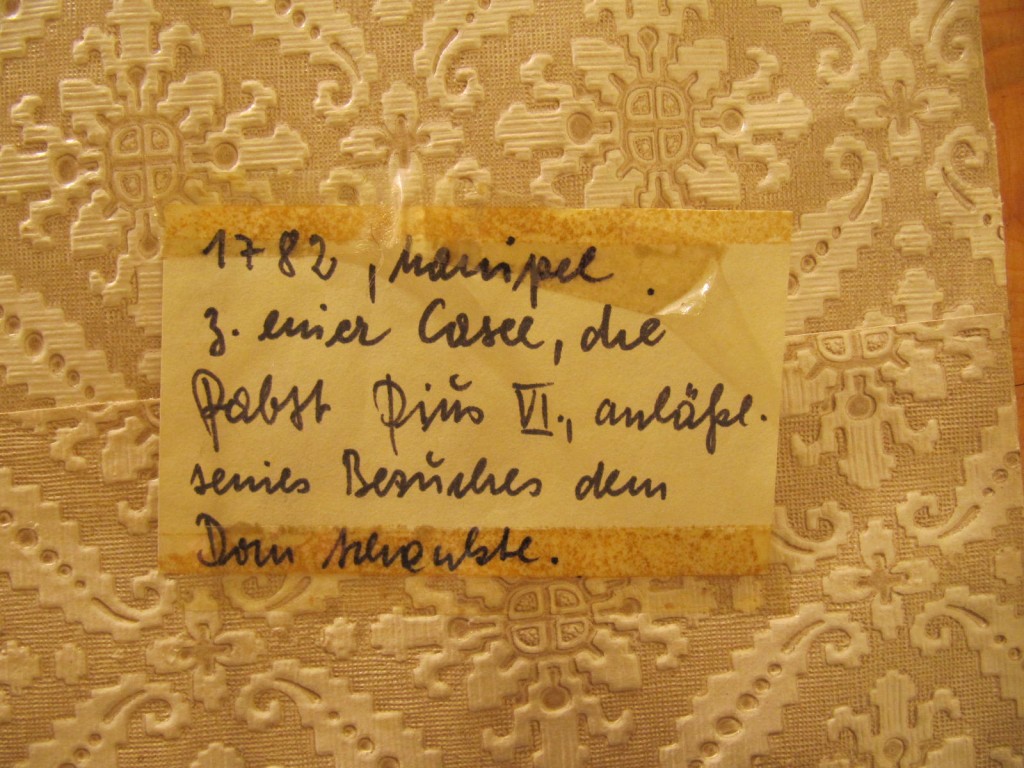 1782, Manipel
z. einer Casel, die
Pabst Pius VI., anläßl.
seines Besuches dem
Dom schenkte.